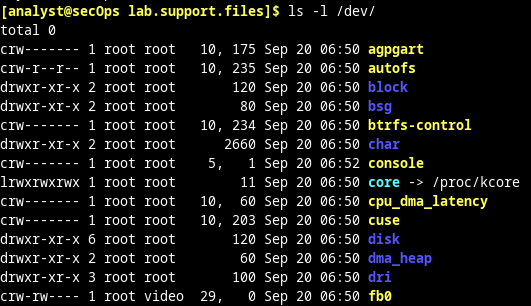 [analyst@secOps lab.support.files]$ ls -l /dev/
total 0
crw------- 1 root root   10, 175 Sep 20 06:50 agpgart
crw-r--r-- 1 root root   10, 235 Sep 20 06:50 autofs
drwxr-xr-x 2 root root       120 Sep 20 06:50 block
drwxr-xr-x 2 root root        80 Sep 20 06:50 bsg
crw------- 1 root root   10, 234 Sep 20 06:50 btrfs-control
drwxr-xr-x 2 root root      2660 Sep 20 06:50 char
crw------- 1 root root    5,   1 Sep 20 06:52 console
lrwxrwxrwx 1 root root        11 Sep 20 06:50 core -> /proc/kcore
crw------- 1 root root   10,  60 Sep 20 06:50 cpu_dma_latency
crw------- 1 root root   10, 203 Sep 20 06:50 cuse
drwxr-xr-x 6 root root       120 Sep 20 06:50 disk
drwxr-xr-x 2 root root        60 Sep 20 06:50 dma_heap
drwxr-xr-x 3 root root       100 Sep 20 06:50 dri
crw-rw---- 1 root video  29,   0 Sep 20 06:50 fb0